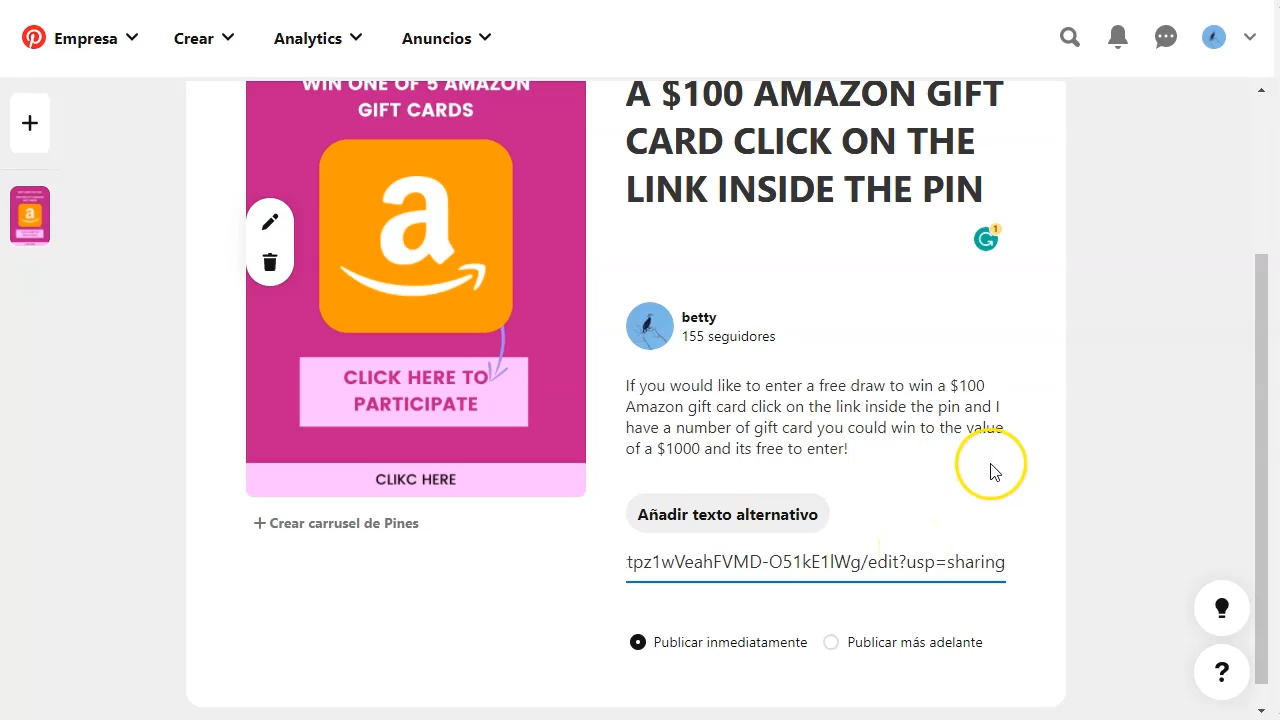 Empresa
Crear
Analytics
Anuncios
WIN ONE OF 5 AMAZON
GIFT CARDS
a
CLICK HERE TO
PARTICIPATE
CLIKC HERE
Crear carrusel de Pines
A $100 AMAZON GIFT
CARD CLICK ON THE
LINK INSIDE THE PIN
1
betty
155 seguidores
If you would like to enter a free draw to win a $100
Amazon gift card click on the link inside the pin and I
have a number of gift card you could win to the value
of a $1000 and its free to enter!
Añadir texto alternativo
tpz1wVeahFVMD-O51kE1lWg/edit?usp=sharing
Publicar inmediatamente
Publicar más adelante
?